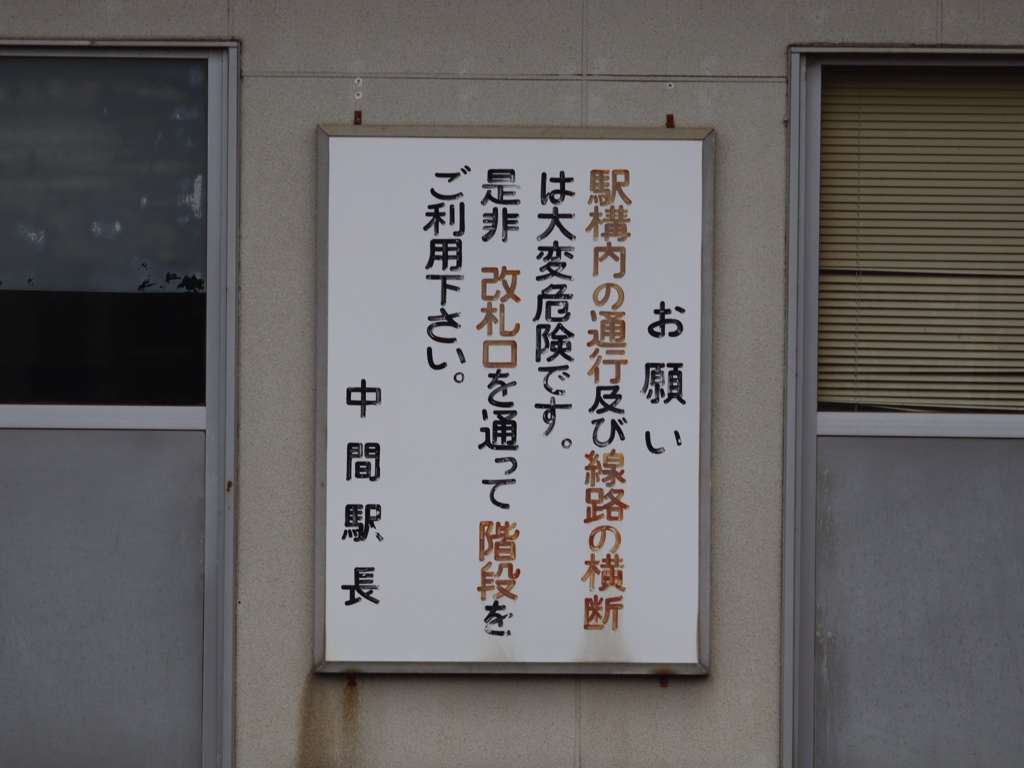 お願い
駅構内の通行及び線路の横断
は大変危険です。
是非 改札口を通って 階段を
ご利用下さい。
中間駅長